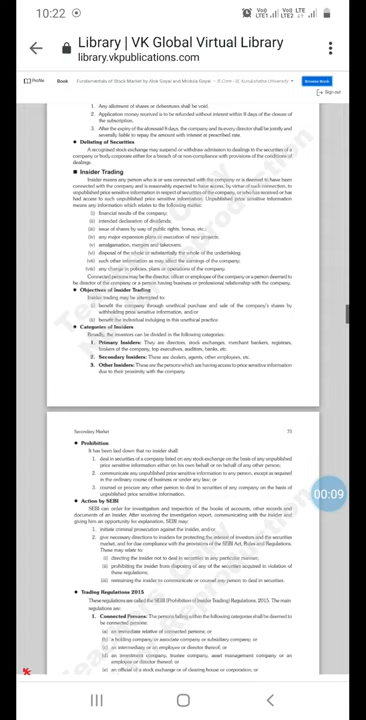 10:22
Vo) LTE1
Vo) LTE LTE2
Library | VK Global Virtual Library
library.vkpublications.com
Profile Book Fundamentals of Stock Market by Alka Gopal and Mridula Gopal - B.Com - III, Kurukshetra University Browse Book
Sign out
1. Any allotment of shares or debentures shall be void.
2. Application money received is to be refunded without interest within 8 days of the closure of
the subscription.
3. After the expiry of the aforesaid 8 days, the company and its every director shall be jointly and
severally liable to repay the amount with interest at prescribed rate.
Delisting of Securities
A recognised stock exchange may suspend or withdraw admission to dealings in the securities of a
company or body corporate either for a breach of or non-compliance with provisions of the conditions of
dealings.
Insider Trading
Insider means any person who is or was connected with the company or is deemed to have been
connected with the company and is reasonably expected to have access, by virtue of such connection, to
unpublished price sensitive information in respect of securities of the company, or who has received or has
had access to such unpublished price sensitive information. Unpublished price sensitive information
means any information which relates to the following matter:
(i) financial results of the company;
(ii) intended declaration of dividends;
(iii) issue of shares by way of public rights, bonus, etc.;
(iv) any major expansion plans or execution of new projects;
(v) amalgamation, mergers and takeovers;
(vi) disposal of the whole or substantially the whole of the undertaking;
(vii) such other information as may affect the earnings of the company;
(viii) any change in policies, plans or operations of the company.
Connected persons may be the director, officer or employee of the company or a person deemed to
be director of the company or a person having business or professional relationship with the company.
Objectives of Insider Trading
Insider trading may be attempted to:
(i) benefit the company through unethical purchase and sale of the company's shares by
withholding price sensitive information, and/or
(ii) benefit the individual indulging in this unethical practice
Categories of Insiders
Broadly, the investors can be divided to the following categories:
1. Primary Insiders: They are directors, stock exchanges, merchant bankers, registrars,
brokers of the company, top executives, auditors, banks, etc.
2. Secondary Insiders: These are dealers, agents, other employees, etc.
3. Other Insiders: These are the persons which are having access to price sensitive information
due to their proximity with the company.
Secondary Market 73
Prohibition
It has been laid down that no insider shall:
1. deal in securities of a company listed on any stock exchange on the basis of any unpublished
price sensitive information either on his own behalf or on behalf of any other person;
2. communicate any unpublished price sensitive information to any person, except as required
in the ordinary course of business or under any law; or
3. counsel or procure any other person to deal in securities of any company on the basis of
unpublished price sensitive information.
00:09
Action by SEBI
SEBI can order for investigation and inspection of the books of accounts, other records and
documents of an insider. After receiving the investigation report, communicating with the insider and
giving him an opportunity for explanation, SEBI may:
1. initiate criminal prosecution against the insider, and/or
2. give necessary directions to insiders for protecting the interest of investors and the securities
market, and for due compliance with the provisions of the SEBI Act, Rules and Regulations.
These may relate to:
(i) directing the insider not to deal in securities in any particular manner.
(ii) prohibiting the insider from disposing of any of the securities acquired in violation of
these regulations.
(iii) restraining the insider to communicate or counsel any person to deal in securities.
Trading Regulations 2015
These regulations are called the SEBI (Prohibition of Insider Trading) Regulations, 2015. The main
regulations are:
1. Connected Persons: The persons falling within the following categories shall be deemed to
be connected persons:
(a) an immediate relative of connected persons; or
(b) a holding company or associate company or subsidiary company; or
(c) an intermediary or an employee or director thereof; or
(d) an investment company, trustee company, asset management company or an
employee or director thereof; or
(e) an official of a stock exchange or of clearing house or corporation; or